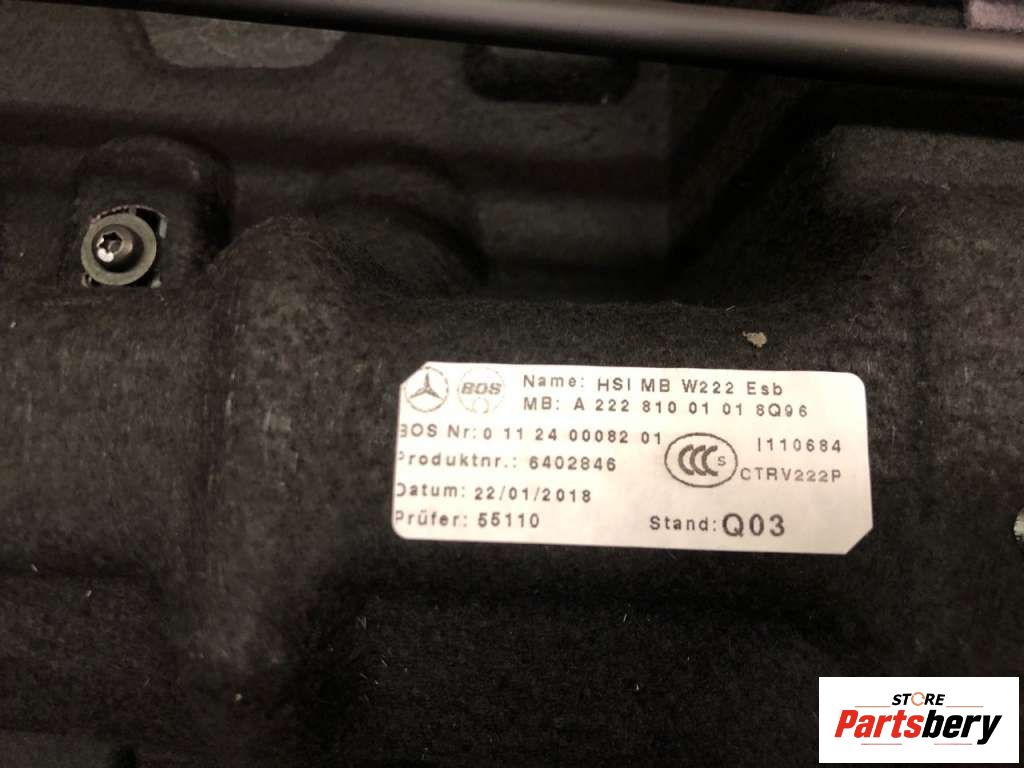 BOS
Name: HSI MB W222 Esb
MB: A 222 810 01 01 8Q96
BOS Nr: 0 11 24 00082 01
I110684
Produktnr.: 6402846
CCC S
CTRV222P
Datum: 22/01/2018
Prüfer: 55110
Stand: Q03
STORE
Partsbery